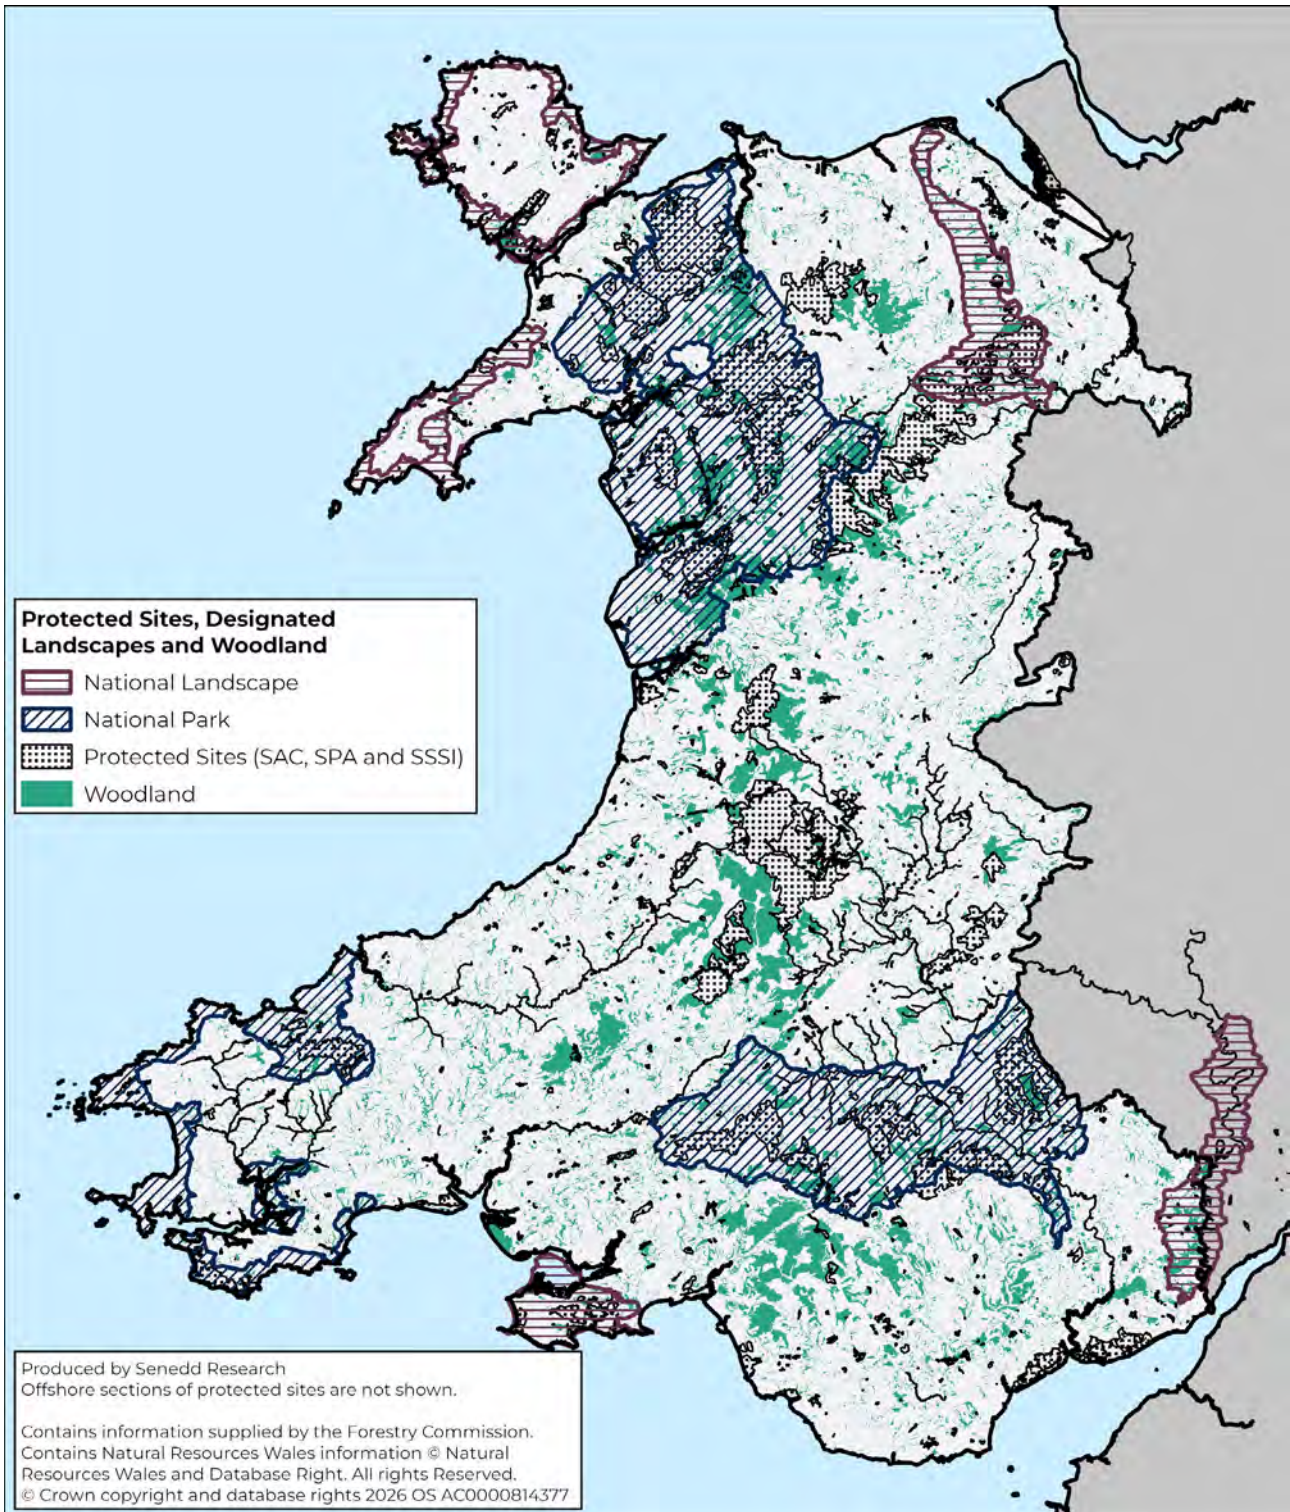 Protected Sites, Designated
Landscapes and Woodland
National Landscape
National Park
Protected Sites (SAC, SPA and SSSI)
Woodland
Produced by Senedd Research
Offshore sections of protected sites are not shown.
Contains information supplied by the Forestry Commission.
Contains Natural Resources Wales information © Natural
Resources Wales and Database Right. All rights Reserved.
© Crown copyright and database rights 2026 OS AC0000814377